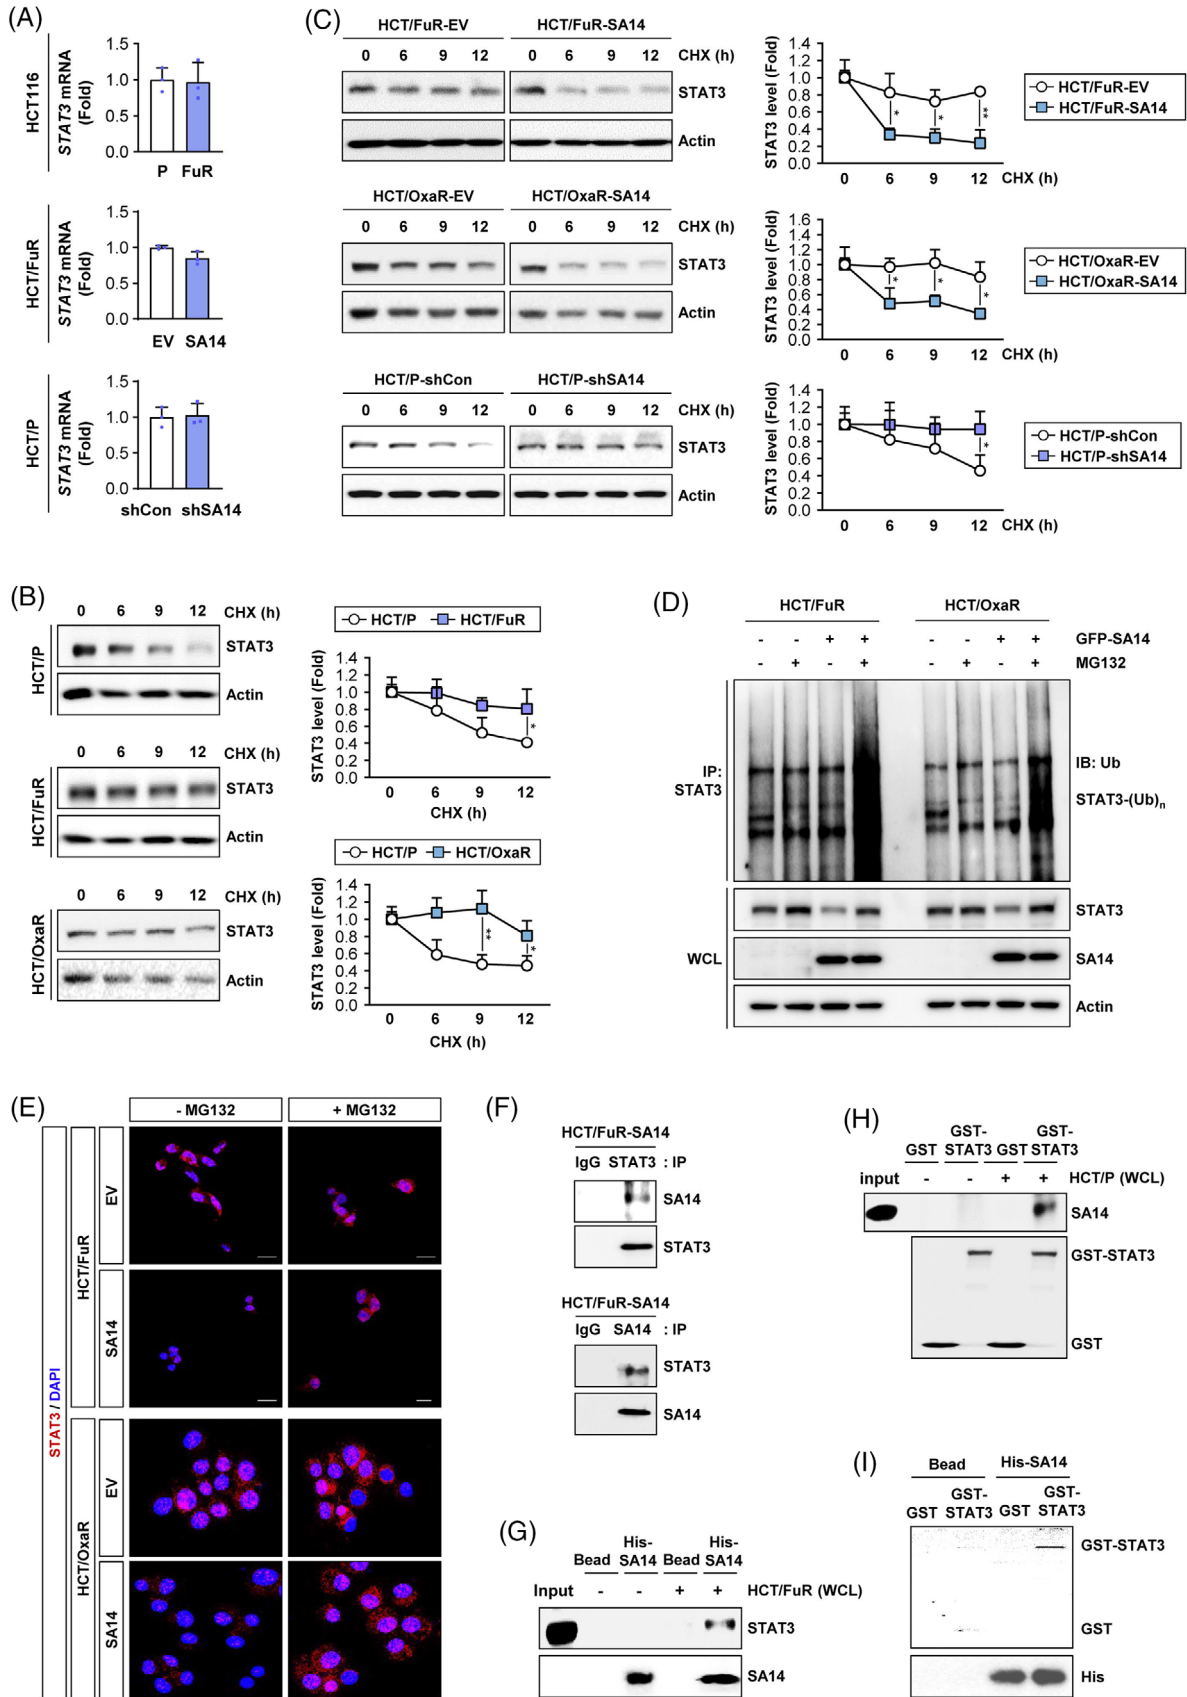 (A)
HCT116
STAT3 mRNA
(Fold)
1.5
1.0
0.5
0.0
P FuR
HCT/FuR
STAT3 mRNA
(Fold)
1.5
1.0
0.5
0.0
EV SA14
HCT/P
STAT3 mRNA
(Fold)
1.5
1.0
0.5
0.0
shCon shSA14
(C)
HCT/FuR-EV HCT/FuR-SA14
0 6 9 12 0 6 9 12 CHX (h)
STAT3
Actin
STAT3 level (Fold)
1.4
1.2
1.0
0.8
0.6
0.4
0.2
0.0
* * **
0 6 9 12 CHX (h)
HCT/FuR-EV
HCT/FuR-SA14
HCT/OxaR-EV HCT/OxaR-SA14
0 6 9 12 0 6 9 12 CHX (h)
STAT3
Actin
STAT3 level (Fold)
1.4
1.2
1.0
0.8
0.6
0.4
0.2
0.0
* * *
0 6 9 12 CHX (h)
HCT/OxaR-EV
HCT/OxaR-SA14
HCT/P-shCon HCT/P-shSA14
0 6 9 12 0 6 9 12 CHX (h)
STAT3
Actin
STAT3 level (Fold)
1.4
1.2
1.0
0.8
0.6
0.4
0.2
0.0
*
0 6 9 12 CHX (h)
HCT/P-shCon
HCT/P-shSA14
(B)
0 6 9 12 CHX (h)
HCT/P
STAT3
Actin
0 6 9 12 CHX (h)
HCT/FuR
STAT3
Actin
0 6 9 12 CHX (h)
HCT/OxaR
STAT3
Actin
HCT/P HCT/FuR
STAT3 level (Fold)
1.4
1.2
1.0
0.8
0.6
0.4
0.2
0.0
*
0 6 9 12
CHX (h)
HCT/P HCT/OxaR
STAT3 level (Fold)
1.4
1.2
1.0
0.8
0.6
0.4
0.2
0.0
** *
0 6 9 12
CHX (h)
(D)
HCT/FuR HCT/OxaR
- - + + - - + + GFP-SA14
- + - + - + - + MG132
IP:
STAT3
IB: Ub
STAT3-(Ub)n
STAT3
WCL
SA14
Actin
(E)
- MG132 + MG132
STAT3 / DAPI
HCT/FuR
EV
SA14
HCT/OxaR
EV
SA14
(F)
HCT/FuR-SA14
IgG STAT3 : IP
SA14
STAT3
HCT/FuR-SA14
IgG SA14 : IP
STAT3
SA14
(G)
Bead His-SA14 Bead His-SA14
Input - - + + HCT/FuR (WCL)
STAT3
SA14
(H)
GST GST-STAT3 GST GST-STAT3
input - - + + HCT/P (WCL)
SA14
GST-STAT3
GST
(I)
Bead His-SA14
GST GST-STAT3 GST GST-STAT3
GST-STAT3
GST
His